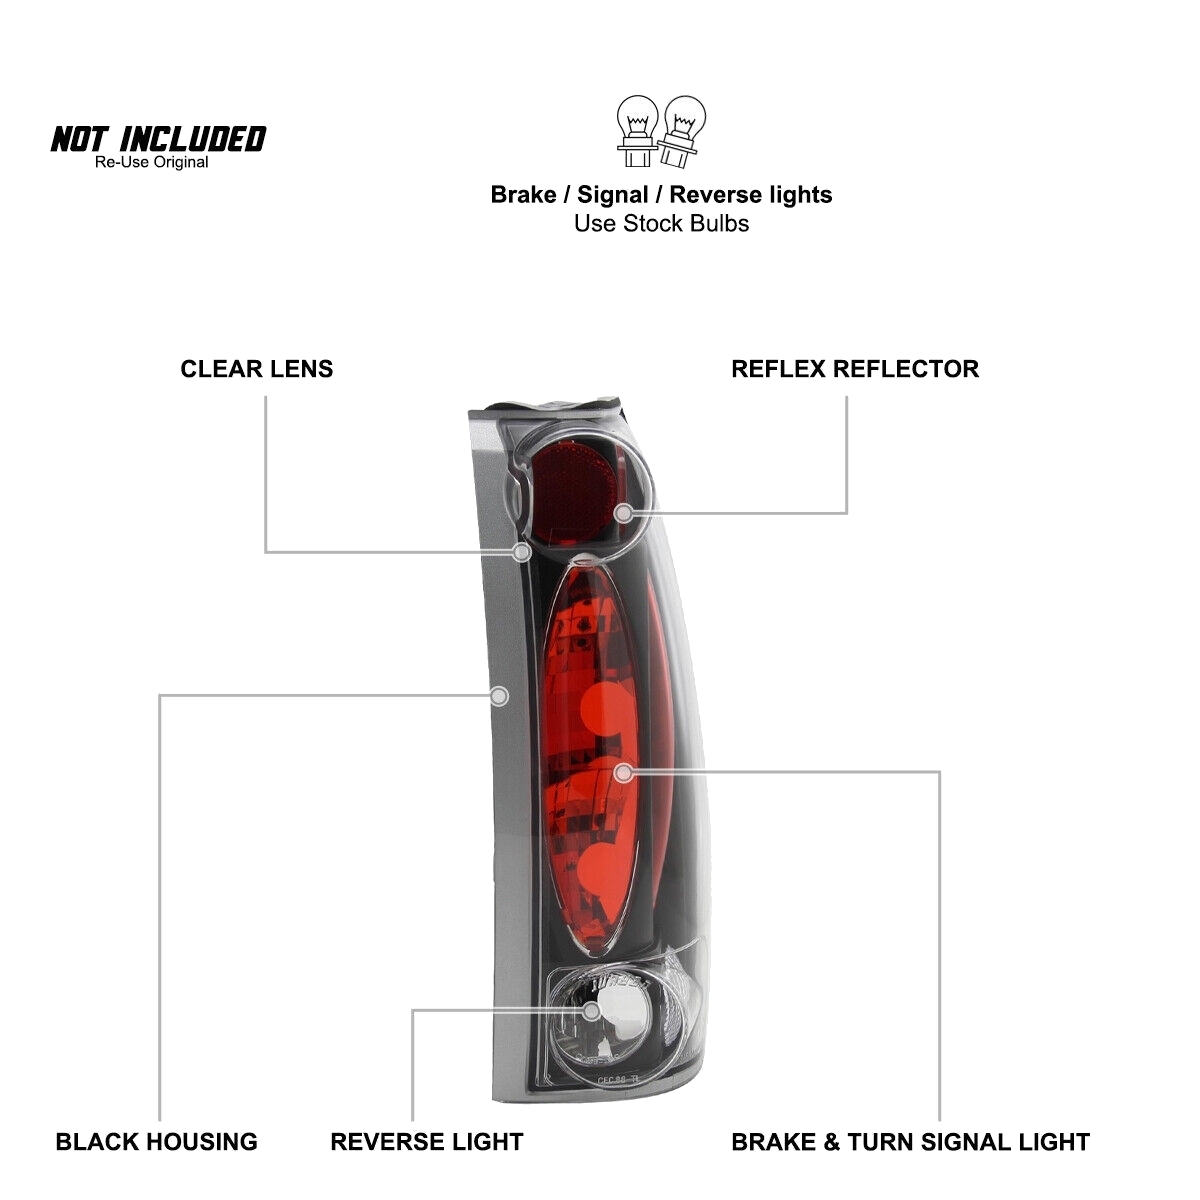 NOT INCLUDED
Re-Use Original
Brake / Signal / Reverse lights
Use Stock Bulbs
CLEAR LENS
REFLEX REFLECTOR
BLACK HOUSING
REVERSE LIGHT
BRAKE & TURN SIGNAL LIGHT